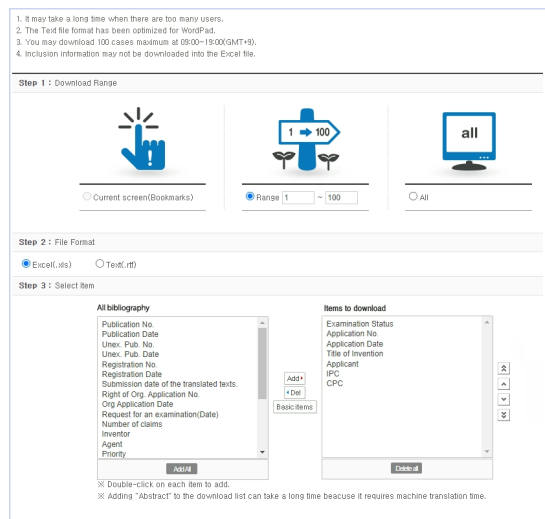 1. It may take a long time when there are too many users.
2. The Text file format has been optimized for WordPad.
3. You may download 100 cases maximum at 09:00~19:00(GMT+9).
4. Inclusion information may not be downloaded into the Excel file.
Step 1 : Download Range
1 ➡ 100
all
Current screen(Bookmarks)
Range 1 ~ 100
All
Step 2 : File Format
Excel(.xls) Text(.rtf)
Step 3 : Select item
All bibliography
Publication No.
Publication Date
Unex. Pub. No.
Unex. Pub. Date
Registration No.
Registration Date
Submission date of the translated texts.
Right of Org. Application No.
Org Application Date
Request for an examination(Date)
Number of claims
Inventor
Agent
Priority
Add All
Add
Del
Basic items
Items to download
Examination Status
Application No.
Application Date
Title of Invention
Applicant
IPC
CPC
Delete all
※ Double-click on each item to add.
※ Adding "Abstract" to the download list can take a long time beacuse it requires machine translation time.